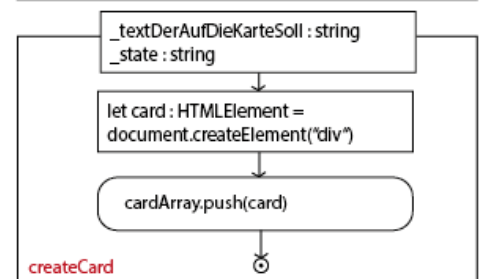 _textDerAufDieKarteSoll : string
_state : string
let card : HTMLElement =
document.createElement("div")
cardArray.push(card)
createCard